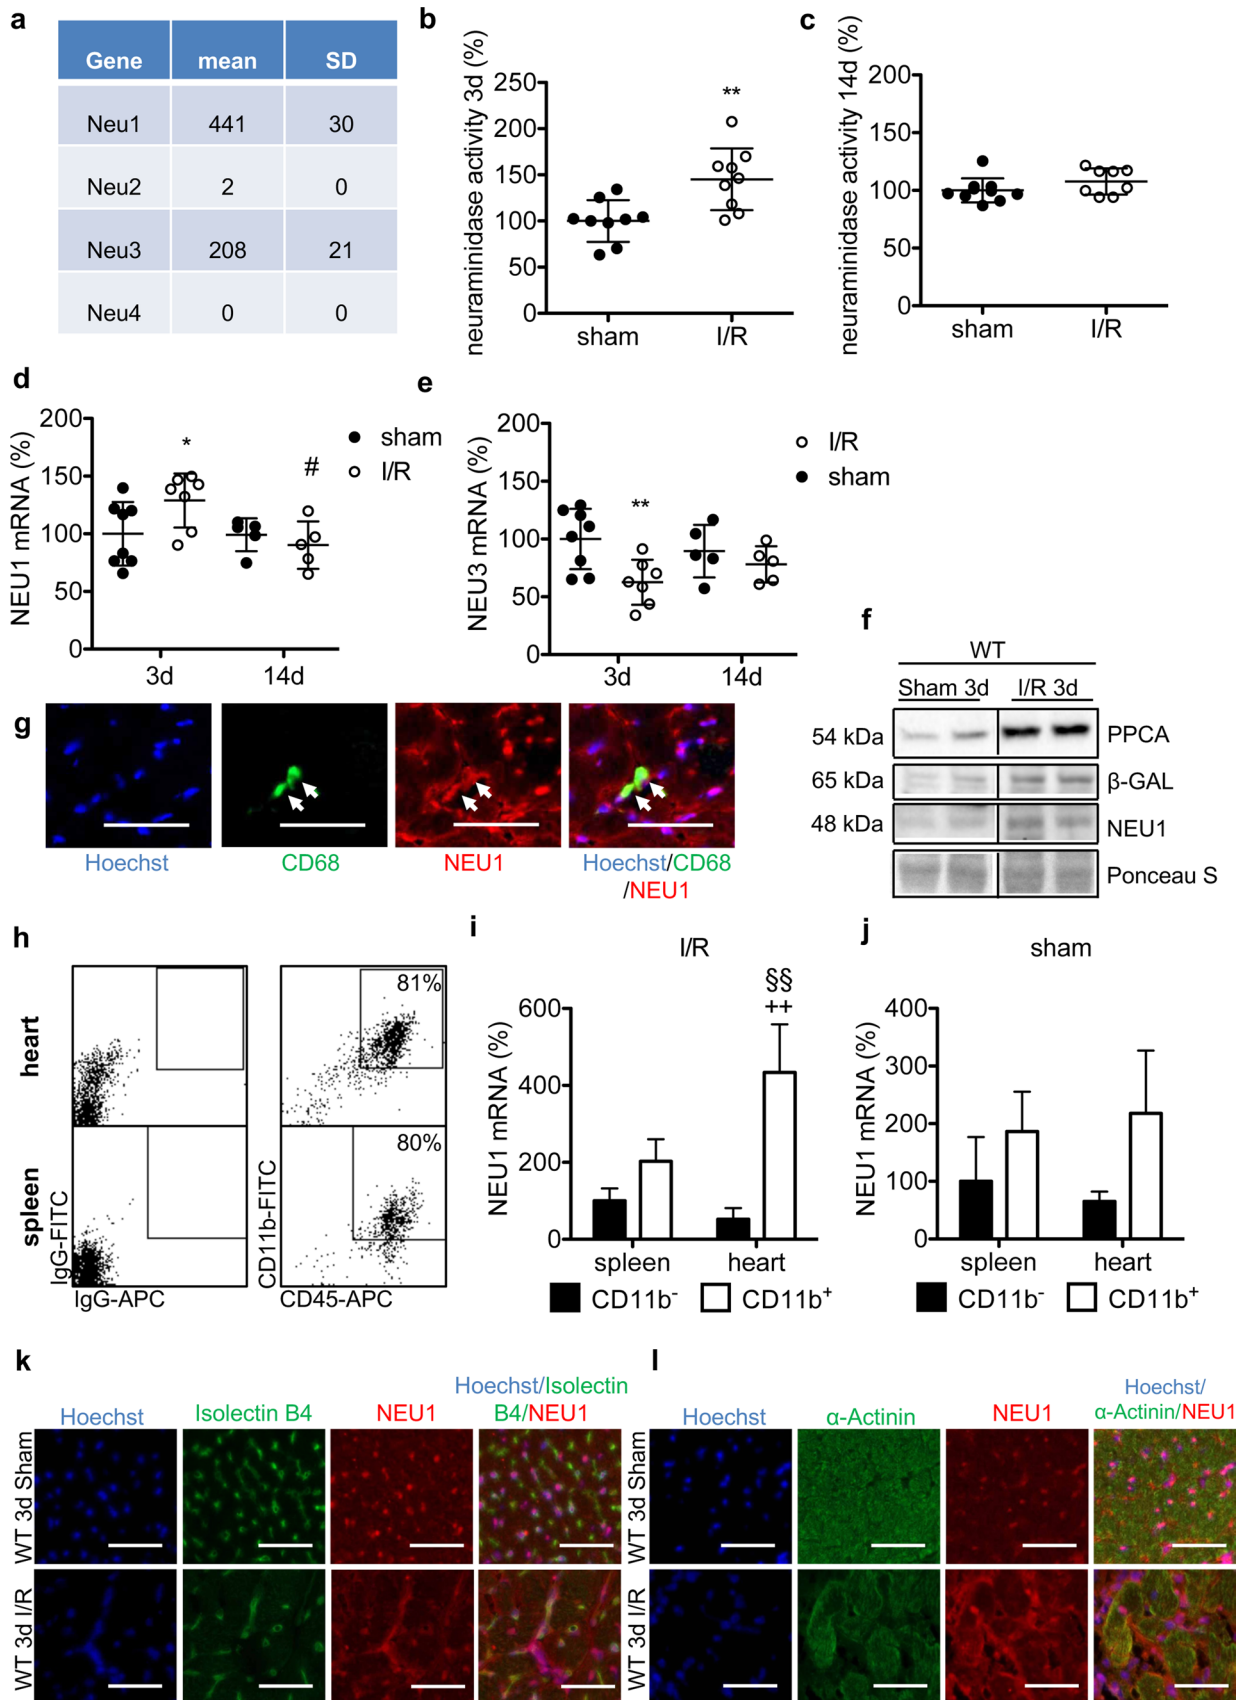 a
Gene mean SD
Neu1 441 30
Neu2 2 0
Neu3 208 21
Neu4 0 0
b
neuraminidase activity 3d (%)
250
200
150
100
50
0
**
sham I/R
c
neuraminidase activity 14d (%)
200
150
100
50
0
sham I/R
d
NEU1 mRNA (%)
200
150
100
50
0
*
#
sham
I/R
3d 14d
e
NEU3 mRNA (%)
200
150
100
50
0
**
I/R
sham
3d 14d
f
WT
Sham 3d I/R 3d
54 kDa PPCA
65 kDa β-GAL
48 kDa NEU1
Ponceau S
g
Hoechst
CD68
NEU1
Hoechst/CD68
/NEU1
h
heart
81%
spleen
80%
IgG-FITC
CD11b-FITC
IgG-APC
CD45-APC
i
I/R
NEU1 mRNA (%)
600
400
200
0
§§
++
spleen heart
CD11b- CD11b+
j
sham
NEU1 mRNA (%)
400
300
200
100
0
spleen heart
CD11b- CD11b+
k
Hoechst
Isolectin B4
NEU1
Hoechst/Isolectin
B4/NEU1
WT 3d Sham
WT 3d I/R
l
Hoechst
α-Actinin
NEU1
Hoechst/
α-Actinin/NEU1
WT 3d Sham
WT 3d I/R